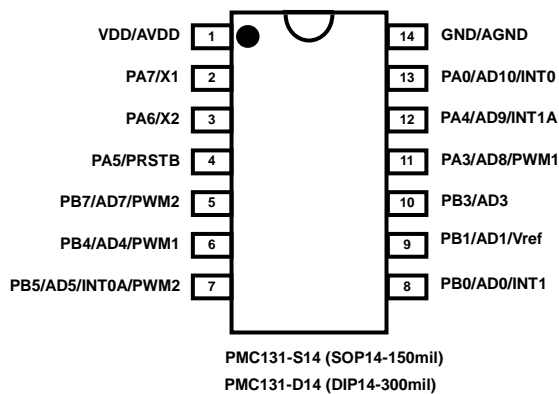 VDD/AVDD 1 14 GND/AGND
PA7/X1 2 13 PA0/AD10/INT0
PA6/X2 3 12 PA4/AD9/INT1A
PA5/PRSTB 4 11 PA3/AD8/PWM1
PB7/AD7/PWM2 5 10 PB3/AD3
PB4/AD4/PWM1 6 9 PB1/AD1/Vref
PB5/AD5/INT0A/PWM2 7 8 PB0/AD0/INT1
PMC131-S14 (SOP14-150mil)
PMC131-D14 (DIP14-300mil)